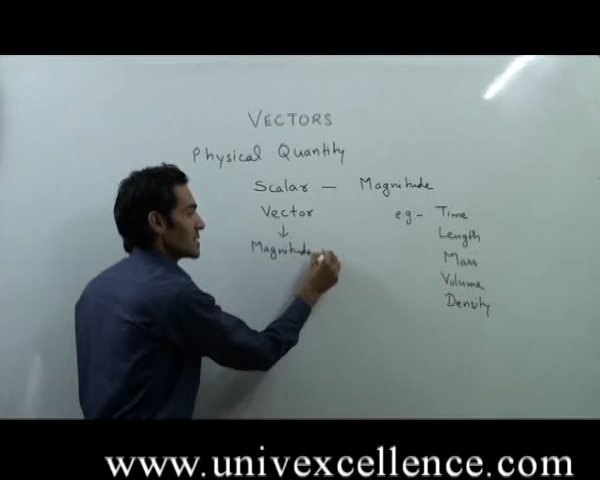 VECTORS
Physical Quantity
Scalar — Magnitude
Vector e.g - Time
↓ Length
Magnitude Mass
Volume
Density
www.univexcellence.com